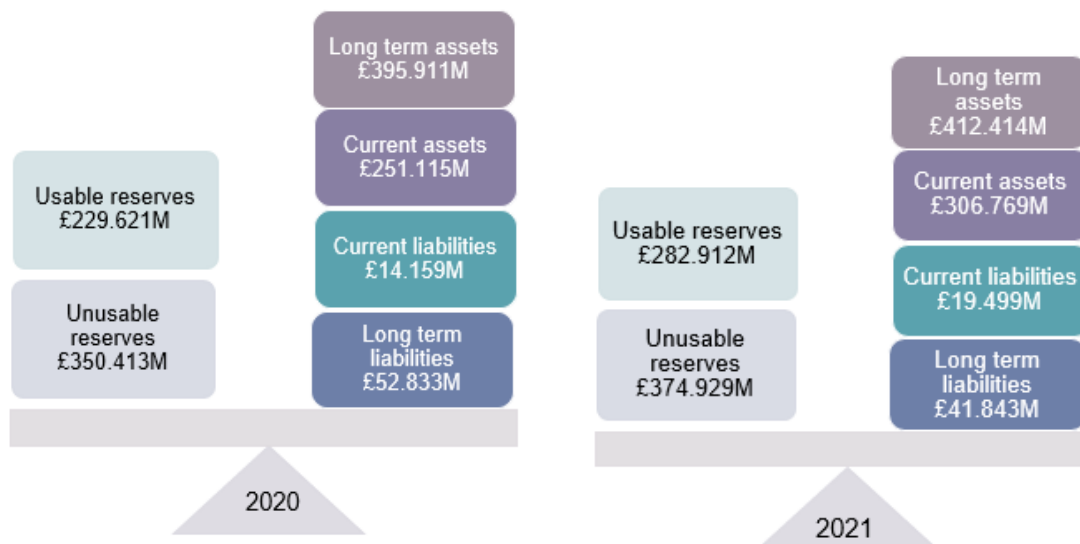 Usable reserves
£229.621M
Unusable
reserves
£350.413M
Long term assets
£395.911M
Current assets
£251.115M
Current liabilities
£14.159M
Long term
liabilities
£52.833M
2020
Usable reserves
£282.912M
Unusable
reserves
£374.929M
Long term
assets
£412.414M
Current assets
£306.769M
Current liabilities
£19.499M
Long term
liabilities
£41.843M
2021